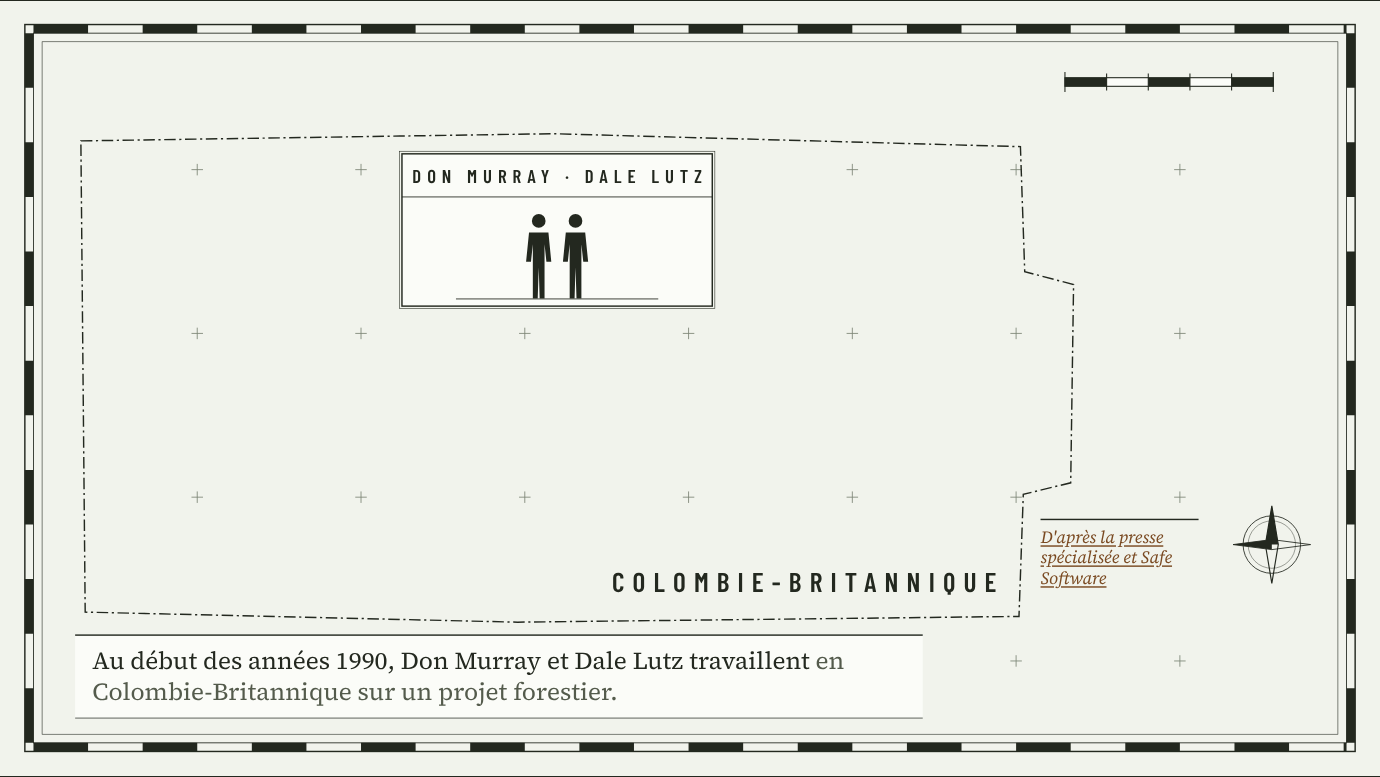 DON MURRAY · DALE LUTZ
COLOMBIE-BRITANNIQUE
D'après la presse
spécialisée et Safe
Software
Au début des années 1990, Don Murray et Dale Lutz travaillent en
Colombie-Britannique sur un projet forestier.